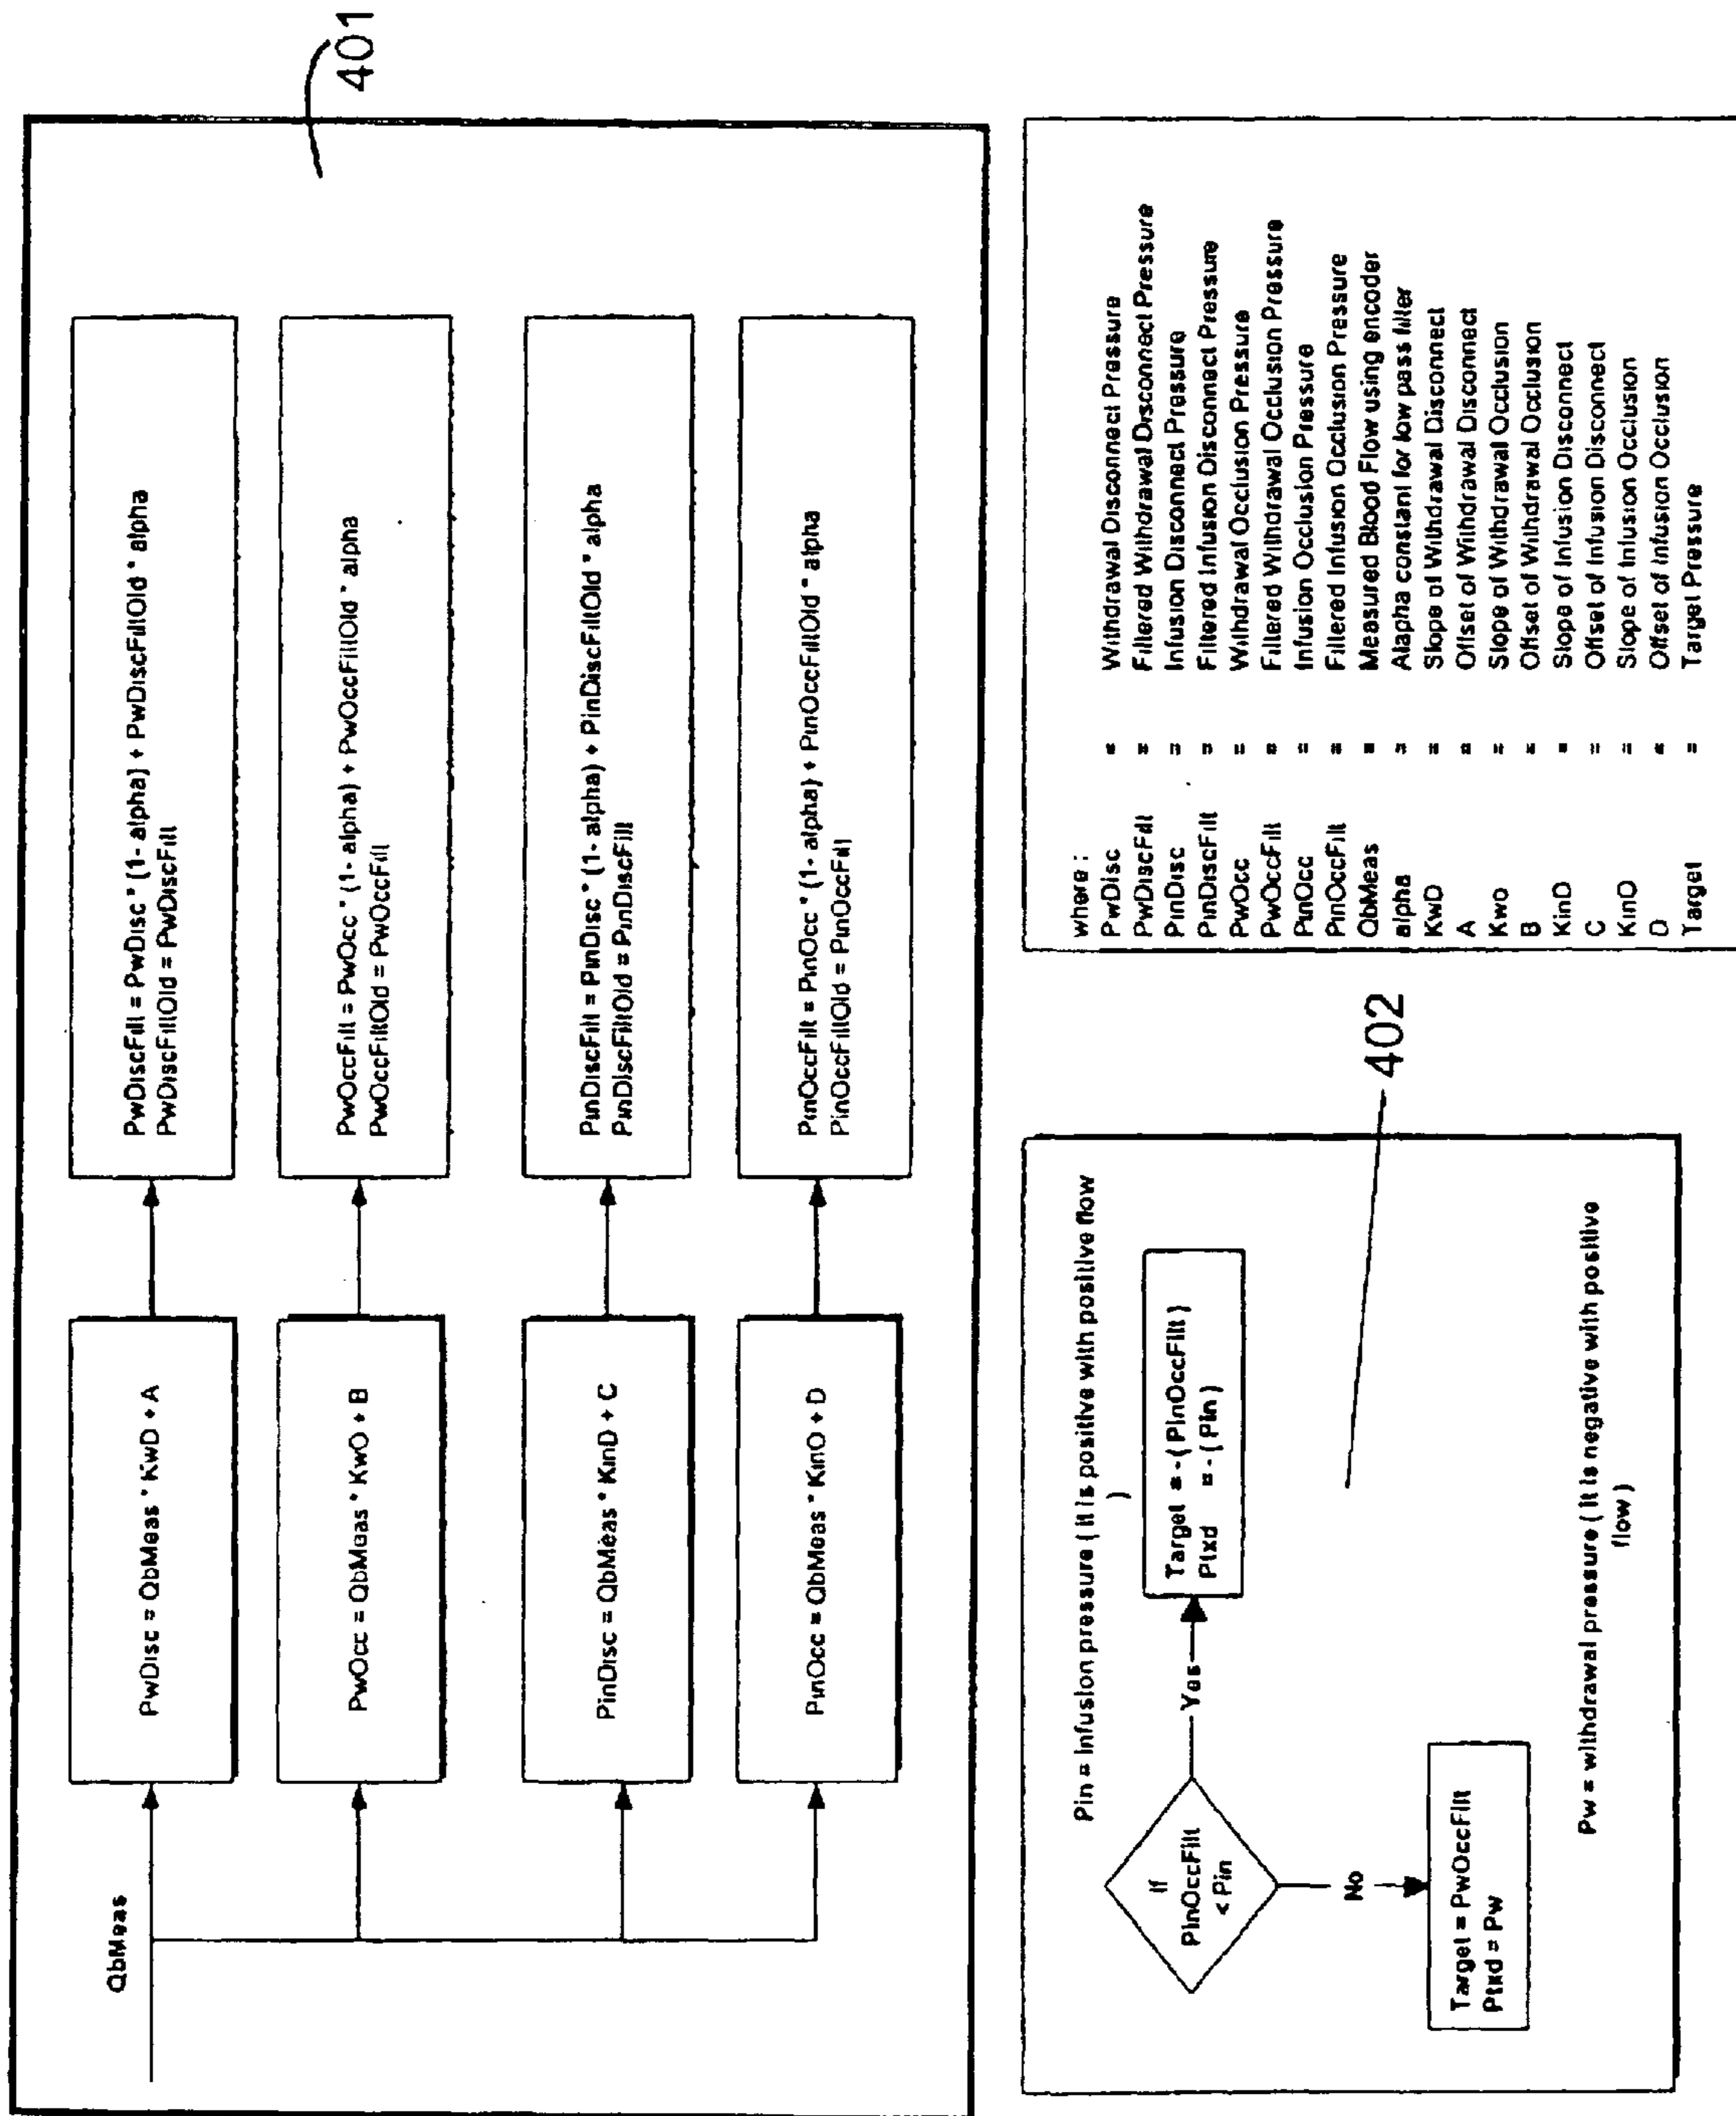 401
QbMeas
PwDisc = QbMeas * KwD + A
PwDiscFilt = PwDisc * (1- alpha) + PwDiscFiltOld * alpha
PwDiscFiltOld = PwDiscFilt
PwOcc = QbMeas * KwO + B
PwOccFilt = PwOcc * (1- alpha) + PwOccFiltOld * alpha
PwOccFiltOld = PwOccFilt
PinDisc = QbMeas * KinD + C
PinDiscFilt = PinDisc * (1- alpha) + PinDiscFiltOld * alpha
PinDiscFiltOld = PinDiscFilt
PinOcc = QbMeas * KinO + D
PinOccFilt = PinOcc * (1- alpha) + PinOccFiltOld * alpha
PinOccFiltOld = PinOccFilt
Pin = Infusion pressure ( it is positive with positive flow
)
If
PinOccFilt
< Pin
Yes
Target = - ( PinOccFilt )
Ptxd = - ( Pin )
No
Target = PwOccFilt
Ptxd = Pw
Pw = withdrawal pressure ( it is negative with positive
flow )
402
where :
PwDisc = Withdrawal Disconnect Pressure
PwDiscFilt = Filtered Withdrawal Disconnect Pressure
PinDisc = Infusion Disconnect Pressure
PinDiscFilt = Filtered Infusion Disconnect Pressure
PwOcc = Withdrawal Occlusion Pressure
PwOccFilt = Filtered Withdrawal Occlusion Pressure
PinOcc = Infusion Occlusion Pressure
PinOccFilt = Filtered Infusion Occlusion Pressure
QbMeas = Measured Blood Flow using encoder
alpha = Alapha constant for low pass filter
KwD = Slope of Withdrawal Disconnect
A = Offset of Withdrawal Disconnect
Kwo = Slope of Withdrawal Occlusion
B = Offset of Withdrawal Occlusion
KinD = Slope of Infusion Disconnect
C = Offset of Infusion Disconnect
KinO = Slope of Infusion Occlusion
D = Offset of Infusion Occlusion
Target = Target Pressure